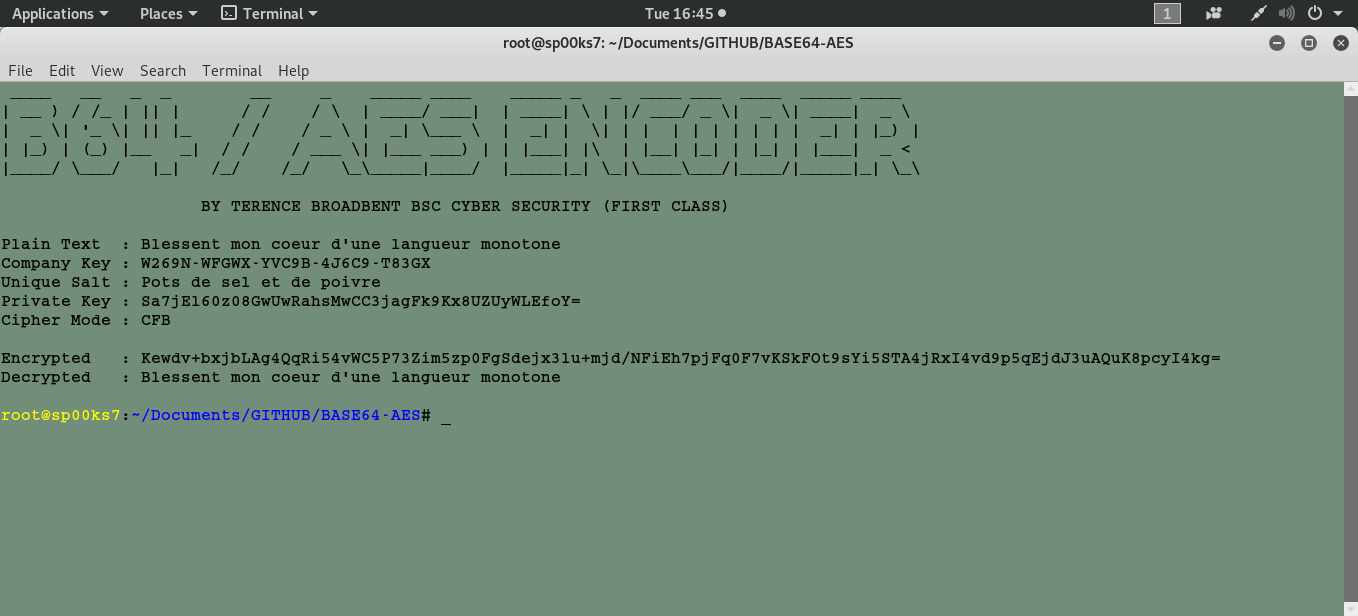 Applications Places Terminal Tue 16:45 1
root@sp00ks7: ~/Documents/GITHUB/BASE64-AES
File Edit View Search Terminal Help
B64 / AES ENCODER
BY TERENCE BROADBENT BSC CYBER SECURITY (FIRST CLASS)
Plain Text : Blessent mon coeur d'une langueur monotone
Company Key : W269N-WFGWX-YVC9B-4J6C9-T83GX
Unique Salt : Pots de sel et de poivre
Private Key : Sa7jEl60z08GwUwRahsMwCC3jagFk9Kx8UZUyWLEfoY=
Cipher Mode : CFB
Encrypted : Kewdv+bxjbLAg4QqRi54vWC5P73Zim5zp0FgSdejx3lu+mjd/NFiEh7pjFq0F7vKSkFOt9sYi5STA4jRxI4vd9p5qEjdJ3uAQuK8pcyI4kg=
Decrypted : Blessent mon coeur d'une langueur monotone
root@sp00ks7:~/Documents/GITHUB/BASE64-AES# _